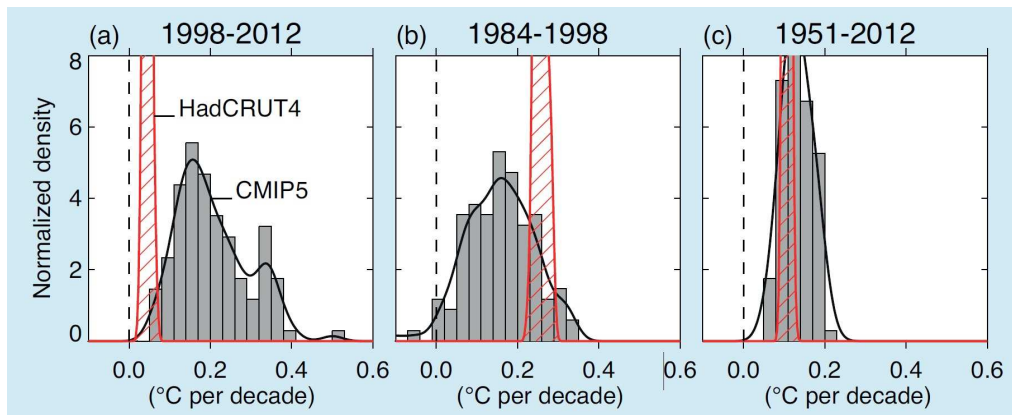 (a) 1998-2012
(b) 1984-1998
(c) 1951-2012
Normalized density
8
6
4
2
0
HadCRUT4
CMIP5
0.0 0.2 0.4 0.6
0.0 0.2 0.4 0.6
0.0 0.2 0.4 0.6
(°C per decade)
(°C per decade)
(°C per decade)